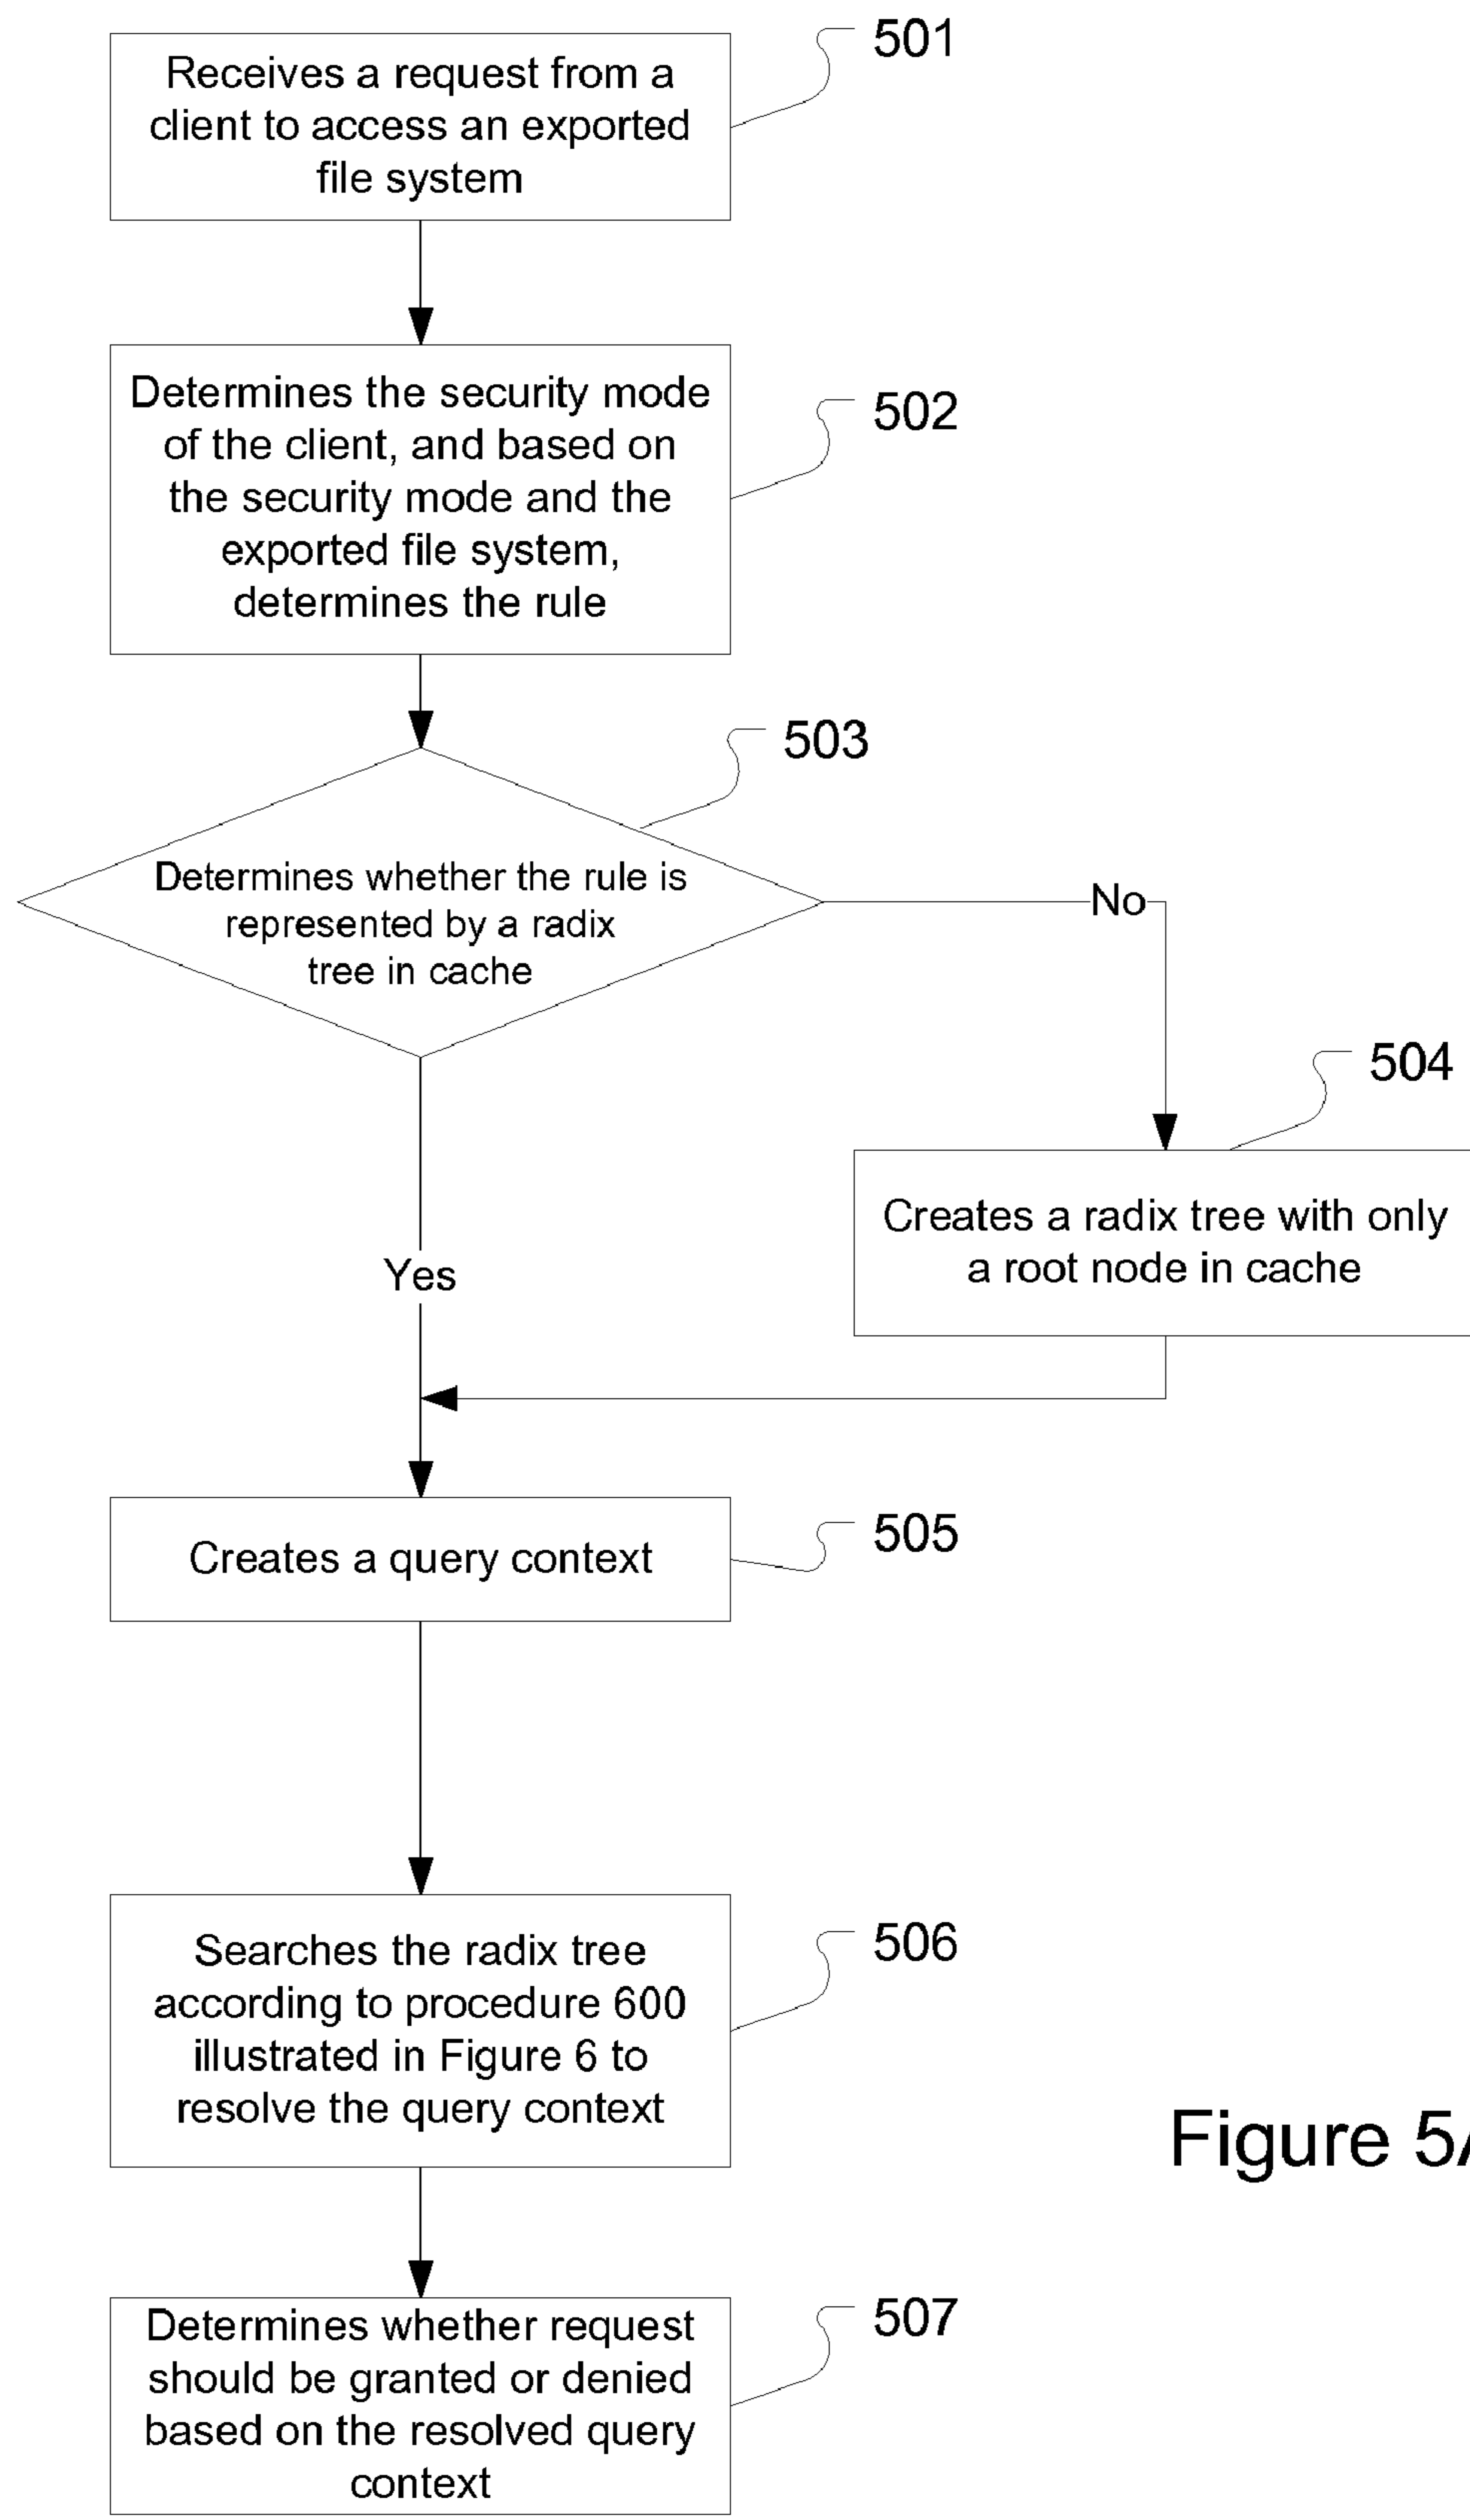 501
Receives a request from a
client to access an exported
file system
502
Determines the security mode
of the client, and based on
the security mode and the
exported file system,
determines the rule
503
Determines whether the rule is
represented by a radix
tree in cache
No
504
Creates a radix tree with only
a root node in cache
Yes
505
Creates a query context
506
Searches the radix tree
according to procedure 600
illustrated in Figure 6 to
resolve the query context
Figure 5A
507
Determines whether request
should be granted or denied
based on the resolved query
context